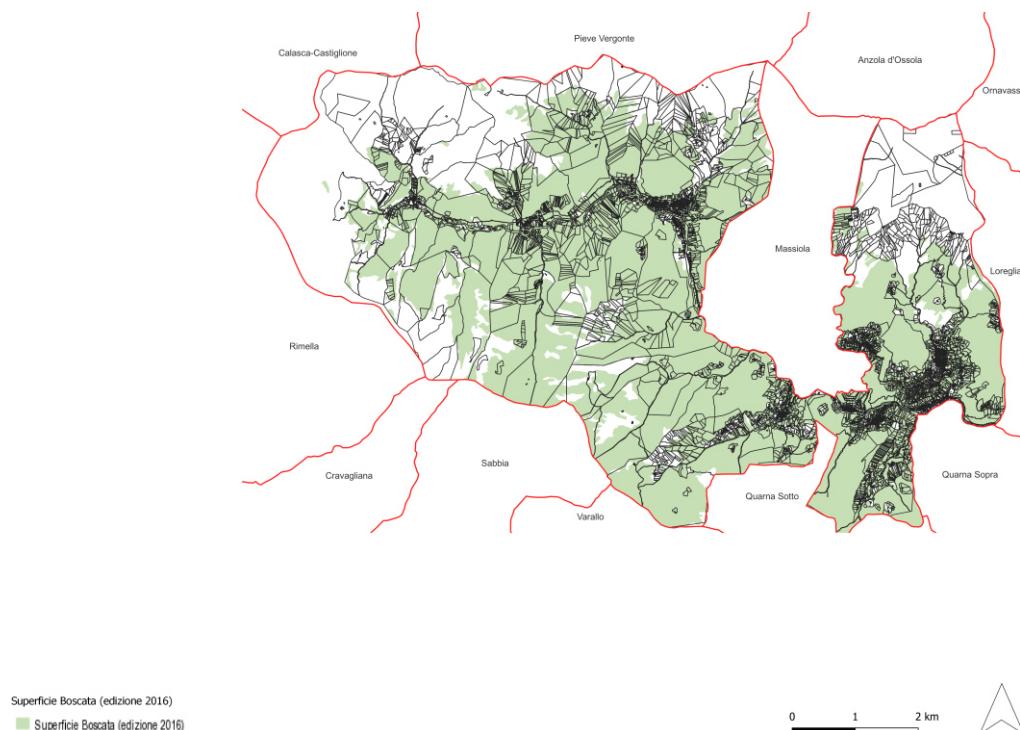 Pieve Vergonte
Calasca-Castiglione
Anzola d'Ossola
Ornavass
Massiola
Loreglia
Rimella
Sabbia
Cravagliana
Quarna Sopra
Quarna Sotto
Varallo
Superficie Boscata (edizione 2016)
Superficie Boscata (edizione 2016)
0 1 2 km